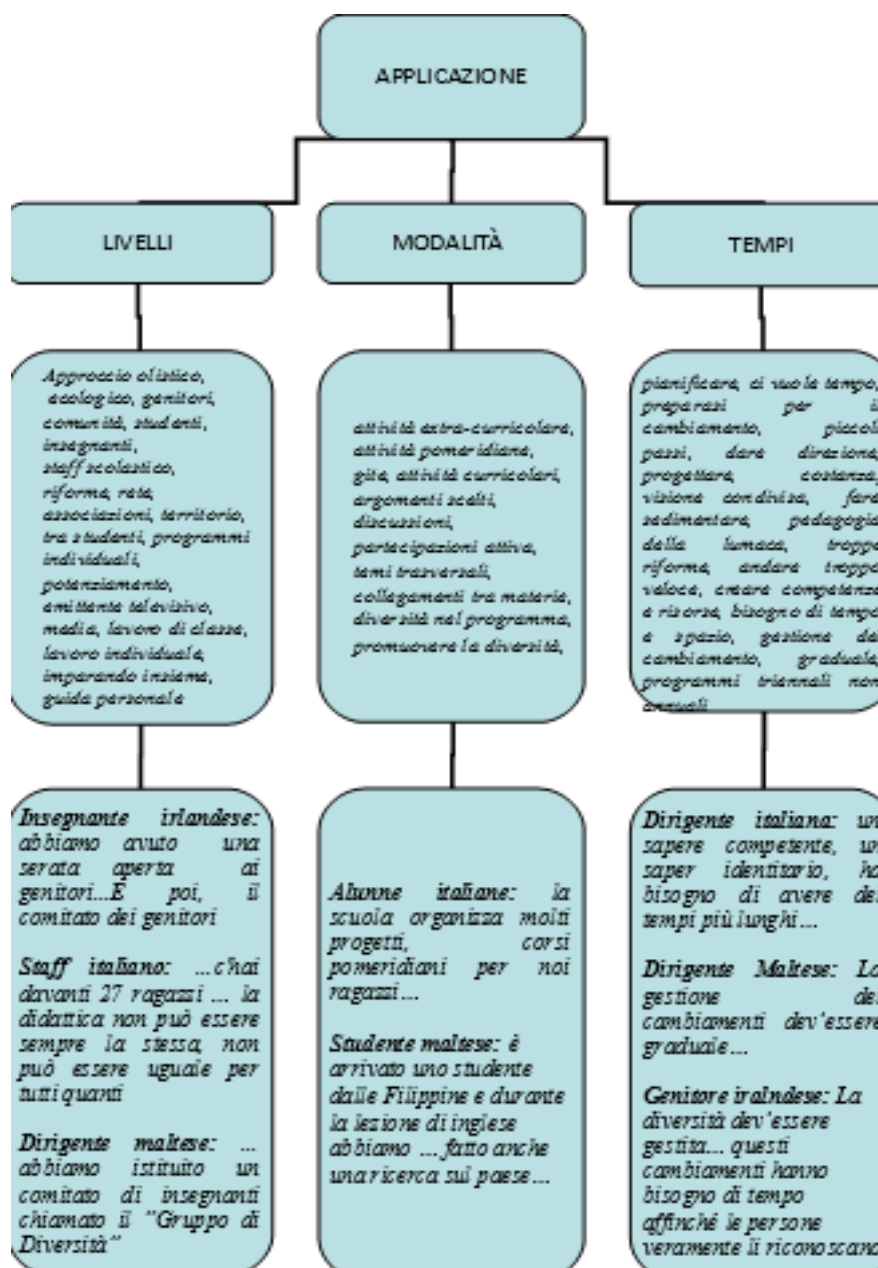 APPLICAZIONE
LIVELLI
MODALITÀ
TEMPI
Approccio olistico,
ecologico, genitori,
comunità, studenti,
insegnanti,
staff scolastico,
riforma, rete,
associazioni, territorio,
tra studenti, programmi
individuali,
potenziamento,
emittente televisivo,
media, lavoro di classe,
lavoro individuale,
imparando insieme,
guida personale
attività extra-curricolare,
attività pomeridiane,
gite, attività curricolari,
argomenti scelti,
discussioni,
partecipazioni attiva,
temi trasversali,
collegamenti tra materie,
diversità nel programma,
promuovere la diversità,
pianificare, ci vuole tempo,
preparasi per il
cambiamento, piccoli
passi, dare direzione,
progettare, costanza,
visione condivisa, fare
sedimentare, pedagogia
della lumaca, troppe
riforme, andare troppo
veloce, creare competenze
e risorse, bisogno di tempo
e spazio, gestione del
cambiamento, graduale,
programmi triennali non
annuali
Insegnante irlandese:
abbiamo avuto una
serata aperta ai
genitori...E poi, il
comitato dei genitori
Staff italiano: ...c'hai
davanti 27 ragazzi ... la
didattica non può essere
sempre la stessa, non
può essere uguale per
tutti quanti
Dirigente maltese: ...
abbiamo istituito un
comitato di insegnanti
chiamato il "Gruppo di
Diversità"
Alunne italiane: la
scuola organizza molti
progetti, corsi
pomeridiani per noi
ragazzi...
Studente maltese: è
arrivato uno studente
dalle Filippine e durante
la lezione di inglese
abbiamo ... fatto anche
una ricerca sul paese...
Dirigente italiana: un
sapere competente, un
saper identitario, ha
bisogno di avere dei
tempi più lunghi...
Dirigente Maltese: La
gestione dei
cambiamenti dev'essere
graduale...
Genitore iralndese: La
diversità dev'essere
gestita... questi
cambiamenti hanno
bisogno di tempo
affinché le persone
veramente li riconoscano